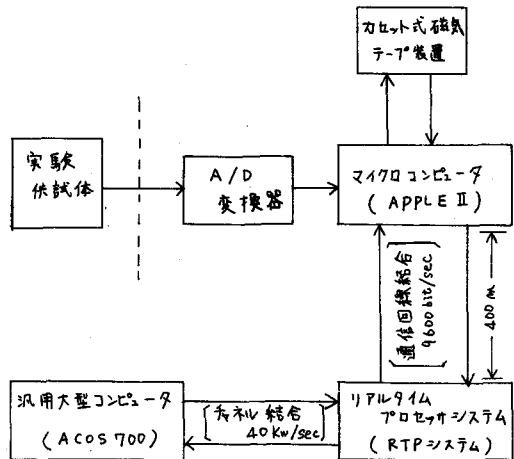 カセット式磁気
テープ装置
実験
供試体
A/D
変換器
マイクロコンピュータ
(APPLE II)
[通信回線結合
9600 bit/sec]
400m
汎用大型コンピュータ
(ACOS 700)
[チャネル結合
40Kw/sec]
リアルタイム
プロセッサシステム
(RTPシステム)